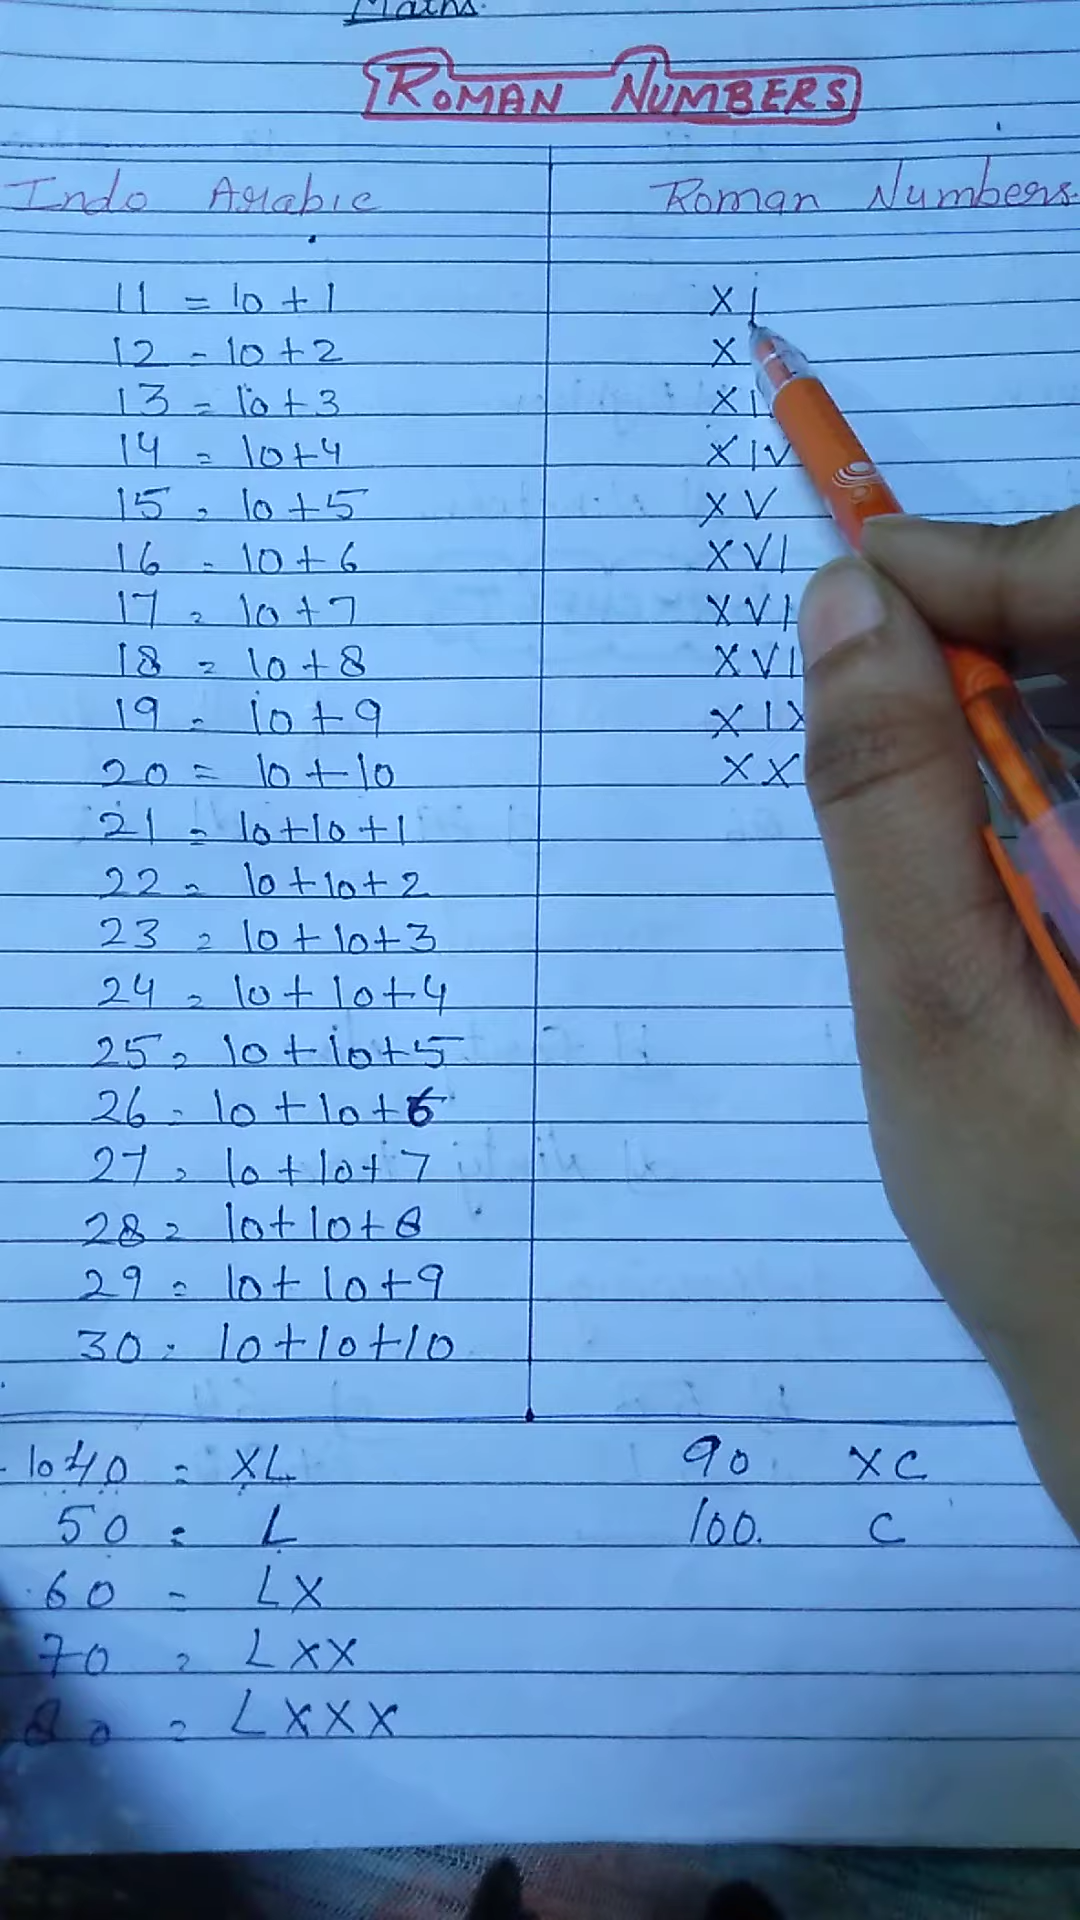 Maths.
ROMAN NUMBERS
Indo Arabic Roman Numbers.
11 = 10 + 1 XI
12 = 10 + 2 X
13 = 10 + 3 XI
14 = 10 + 4 XIV
15 = 10 + 5 XV
16 = 10 + 6 XVI
17 = 10 + 7 XVI
18 = 10 + 8 XVI
19 = 10 + 9 XIX
20 = 10 + 10 XX
21 = 10 + 10 + 1
22 = 10 + 10 + 2
23 = 10 + 10 + 3
24 = 10 + 10 + 4
25 = 10 + 10 + 5
26 = 10 + 10 + 6
27 = 10 + 10 + 7
28 = 10 + 10 + 8
29 = 10 + 10 + 9
30 = 10 + 10 + 10
40 = XL 90 XC
50 = L 100. C
60 = LX
70 = LXX
80 = LXXX